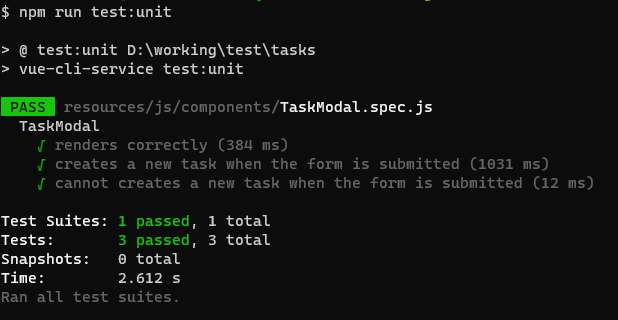 $ npm run test:unit
> @ test:unit D:\working\test\tasks
> vue-cli-service test:unit
PASS resources/js/components/TaskModal.spec.js
TaskModal
√ renders correctly (384 ms)
√ creates a new task when the form is submitted (1031 ms)
√ cannot creates a new task when the form is submitted (12 ms)
Test Suites: 1 passed, 1 total
Tests: 3 passed, 3 total
Snapshots: 0 total
Time: 2.612 s
Ran all test suites.